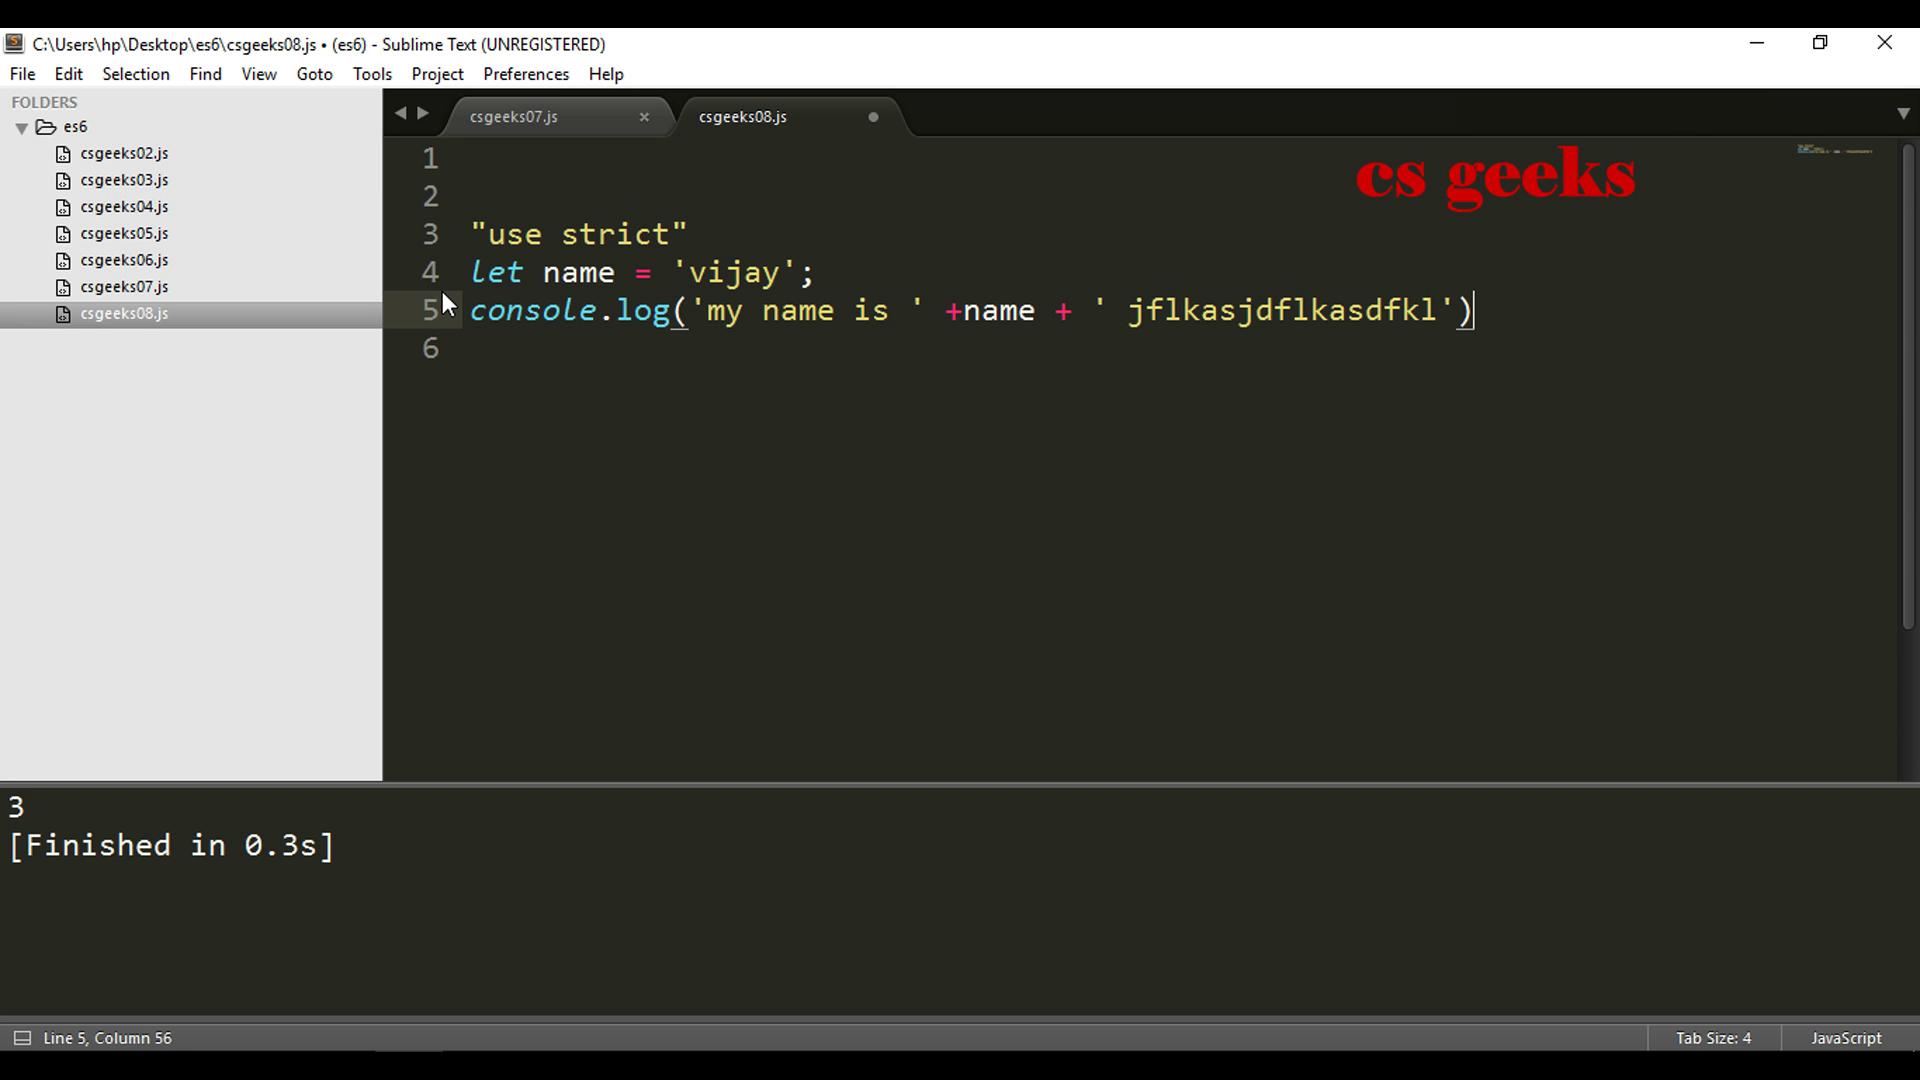 C:\Users\hp\Desktop\es6\csgeeks08.js • (es6) - Sublime Text (UNREGISTERED)
File Edit Selection Find View Goto Tools Project Preferences Help
FOLDERS
es6
csgeeks02.js
csgeeks03.js
csgeeks04.js
csgeeks05.js
csgeeks06.js
csgeeks07.js
csgeeks08.js
csgeeks07.js × csgeeks08.js
cs geeks
1
2
3 "use strict"
4 let name = 'vijay';
5 console.log('my name is ' +name + ' jflkasjdflkasdfkl')
6
3
[Finished in 0.3s]
Line 5, Column 56 Tab Size: 4 JavaScript